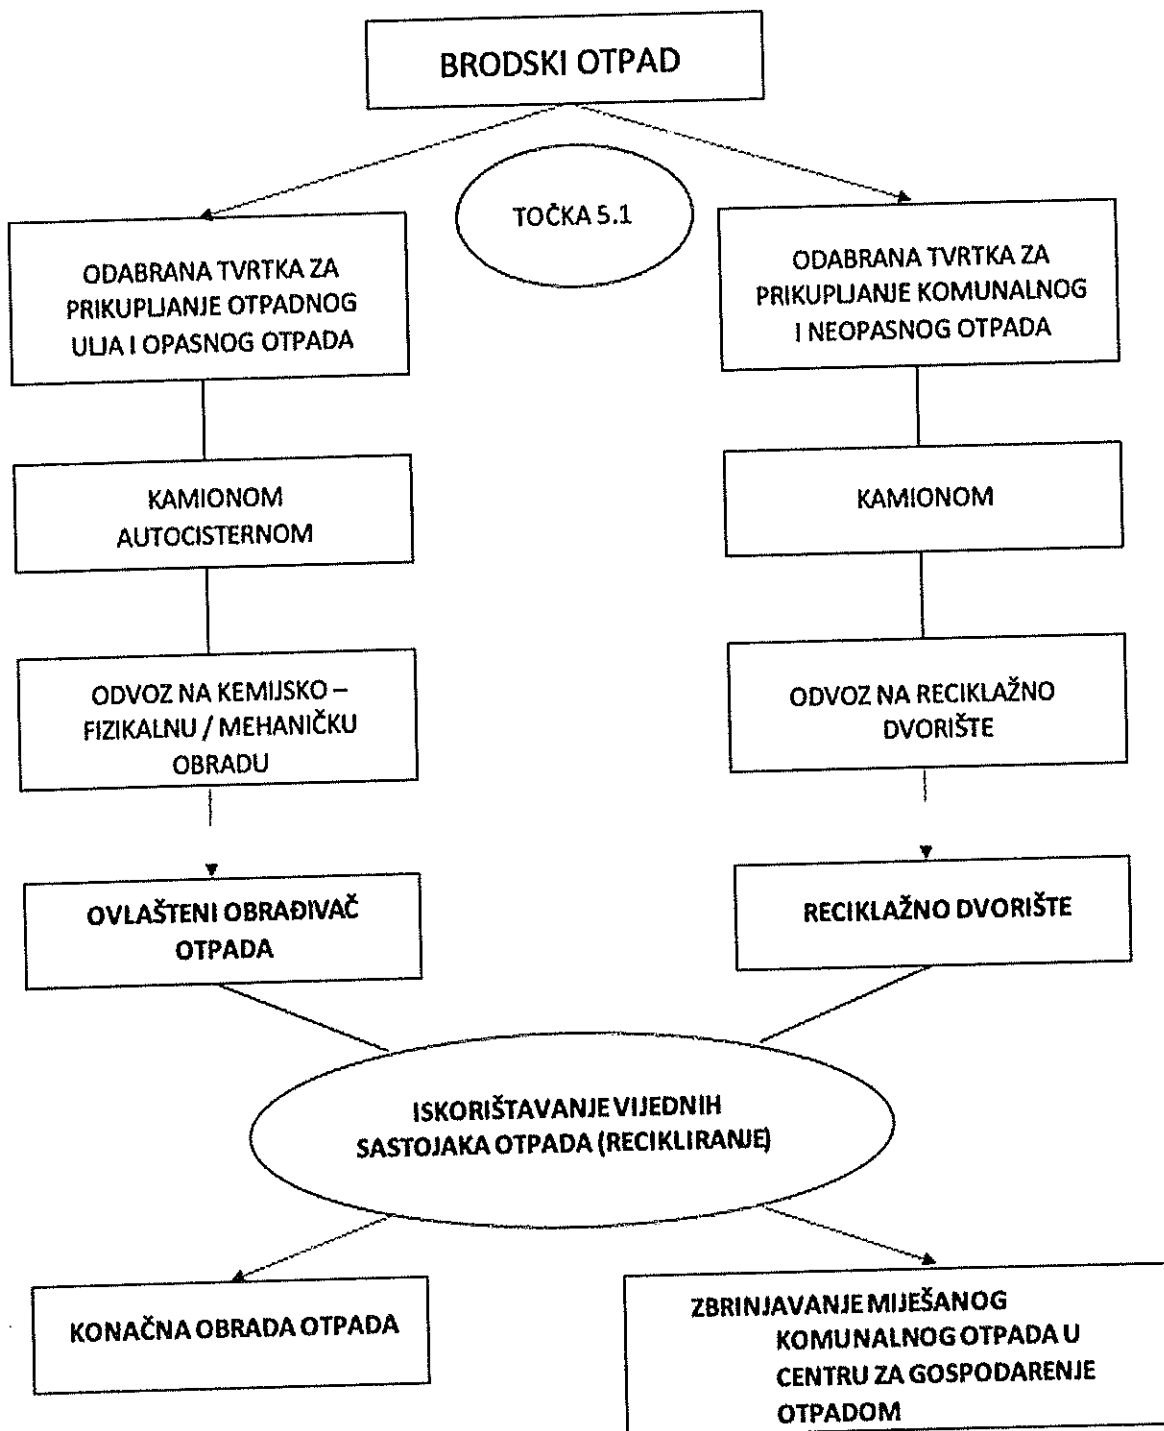 BRODSKI OTPAD
TOČKA 5.1
ODABRANA TVRTKA ZA
PRIKUPLJANJE OTPADNOG
ULJA I OPASNOG OTPADA
ODABRANA TVRTKA ZA
PRIKUPLJANJE KOMUNALNOG
I NEOPASNOG OTPADA
KAMIONOM
AUTOCISTERNOM
KAMIONOM
ODVOZ NA KEMIJSKO –
FIZIKALNU / MEHANIČKU
OBRADU
ODVOZ NA RECIKLAŽNO
DVORIŠTE
OVLAŠTENI OBRAĐIVAČ
OTPADA
RECIKLAŽNO DVORIŠTE
ISKORIŠTAVANJE VIJEDNIH
SASTOJAKA OTPADA (RECIKLIRANJE)
KONAČNA OBRADA OTPADA
ZBRINJAVANJE MIJEŠANOG
KOMUNALNOG OTPADA U
CENTRU ZA GOSPODARENJE
OTPADOM